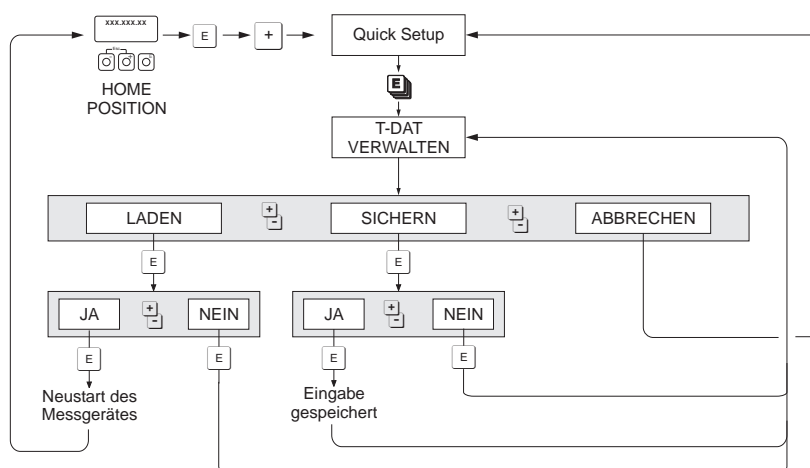 XXX.XXX.XX
Esc
- + E
HOME
POSITION
E
+
Quick Setup
E
T-DAT
VERWALTEN
LADEN
+
-
SICHERN
+
-
ABBRECHEN
E
E
JA
+
-
NEIN
JA
+
-
NEIN
E
E
E
E
Neustart des
Messgerätes
Eingabe
gespeichert